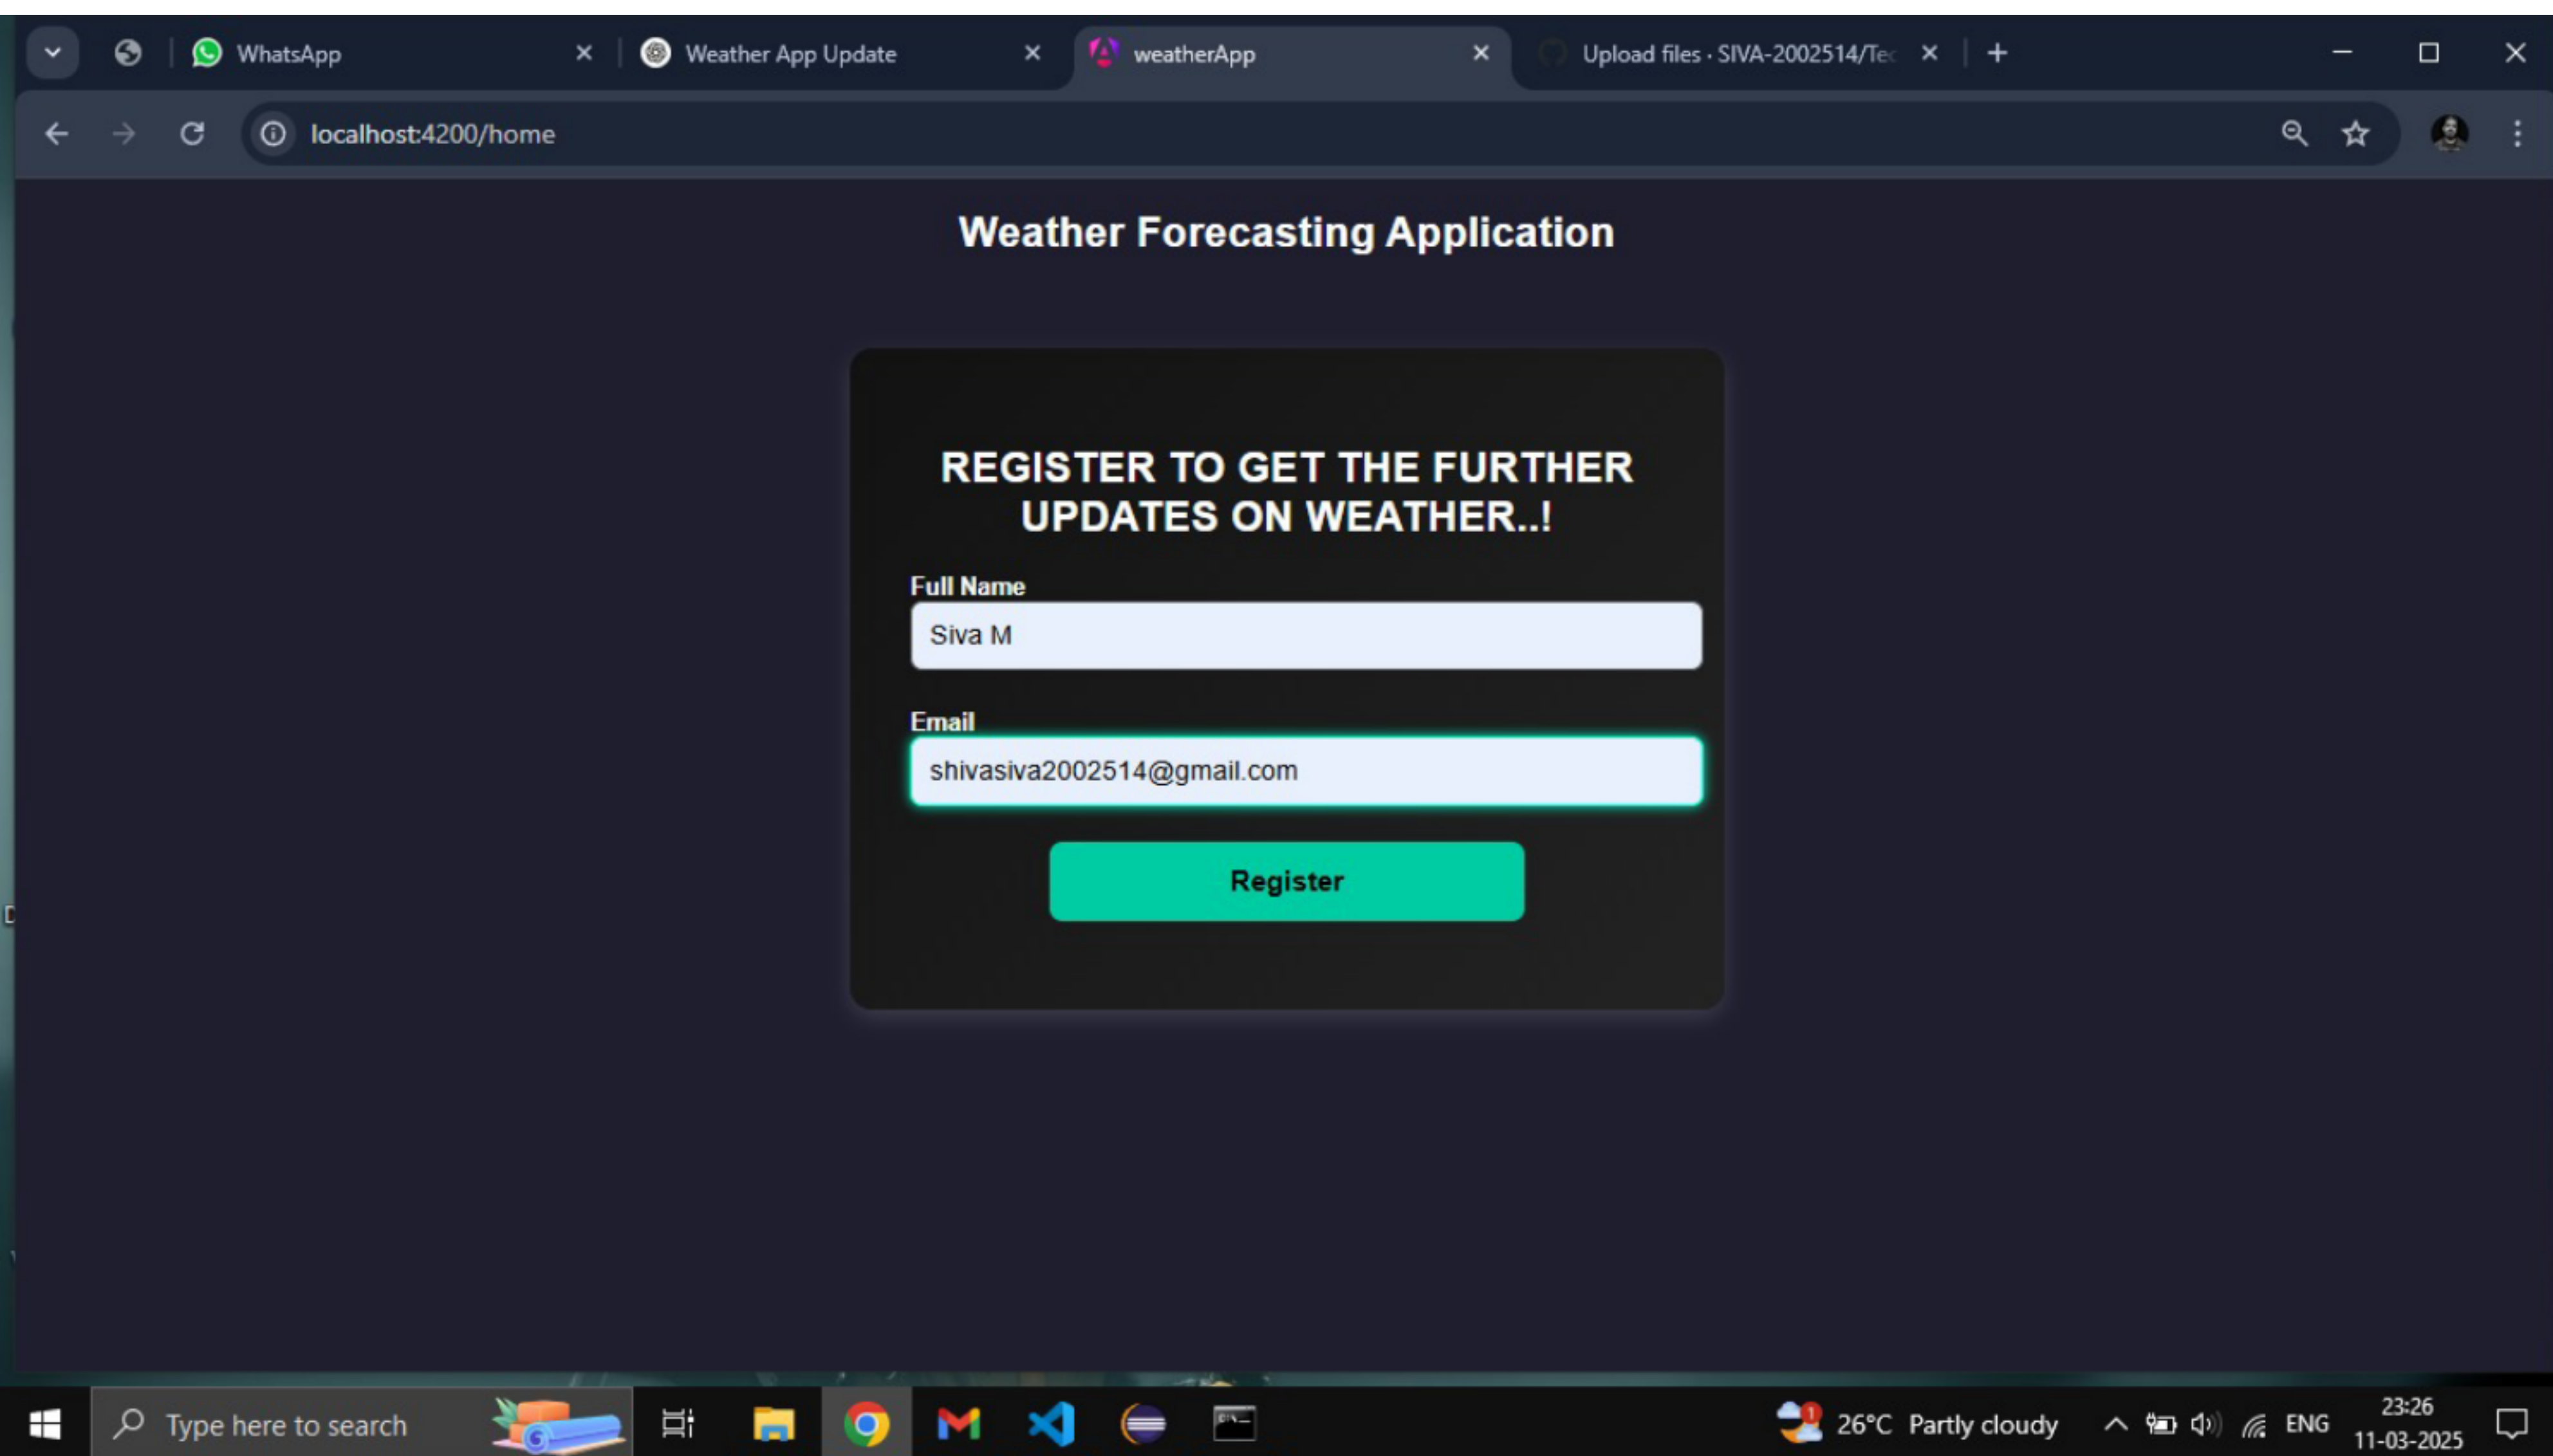 WhatsApp
Weather App Update
weatherApp
Upload files · SIVA-2002514/Tec
localhost:4200/home
Weather Forecasting Application
REGISTER TO GET THE FURTHER
UPDATES ON WEATHER..!
Full Name
Siva M
Email
shivasiva2002514@gmail.com
Register
Type here to search
1
26°C Partly cloudy
ENG
23:26
11-03-2025